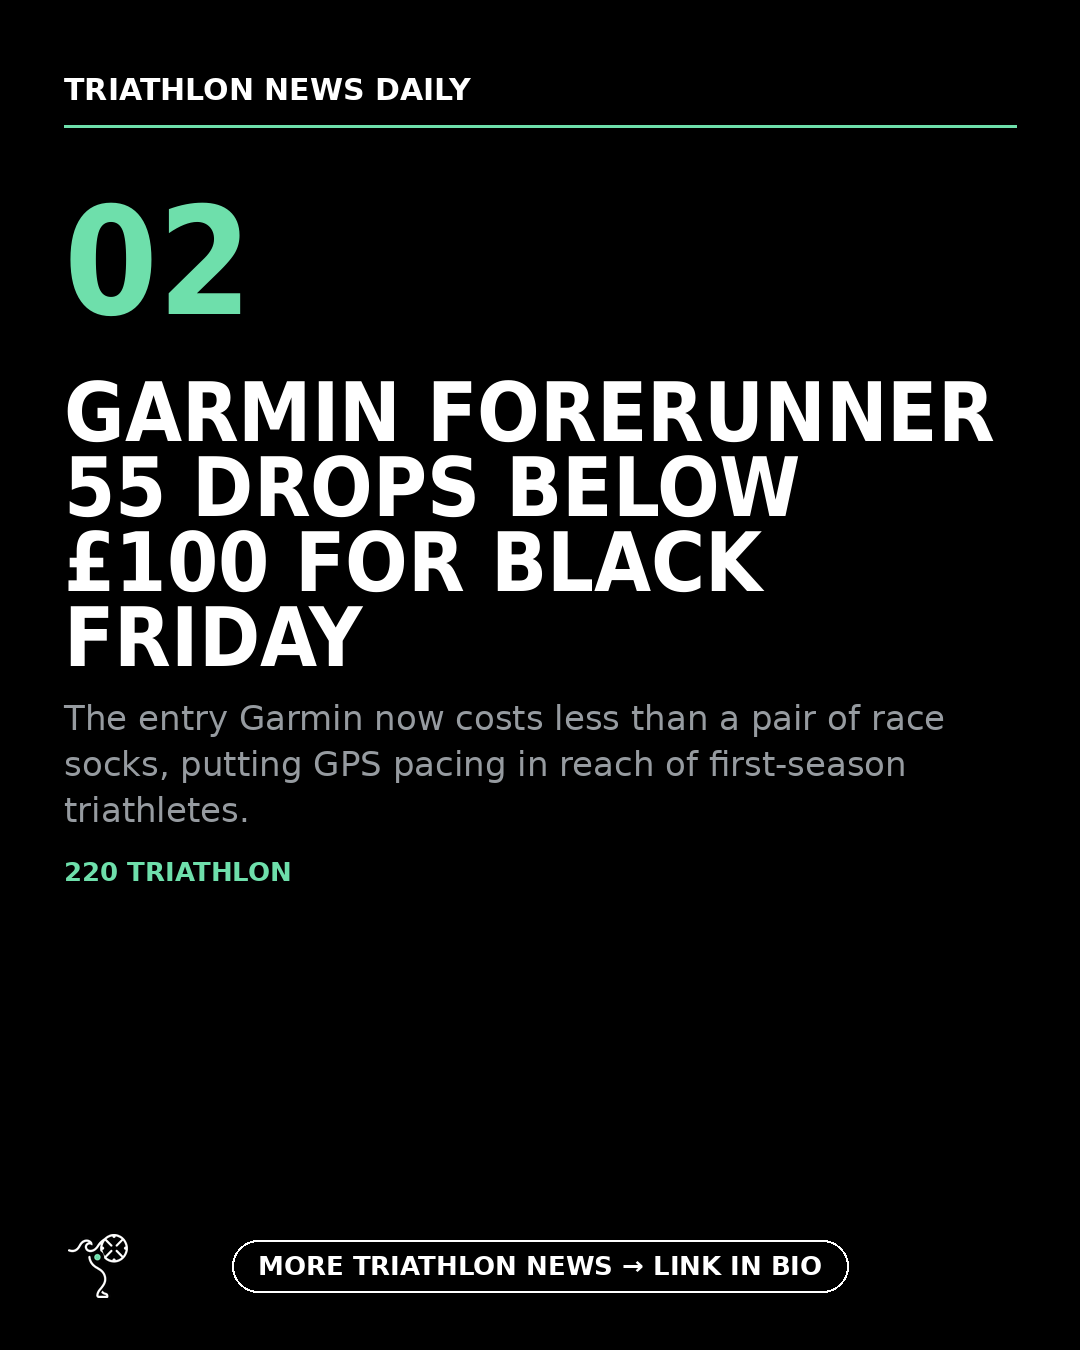 TRIATHLON NEWS DAILY
02
GARMIN FORERUNNER
55 DROPS BELOW
£100 FOR BLACK
FRIDAY
The entry Garmin now costs less than a pair of race
socks, putting GPS pacing in reach of first-season
triathletes.
220 TRIATHLON
MORE TRIATHLON NEWS → LINK IN BIO